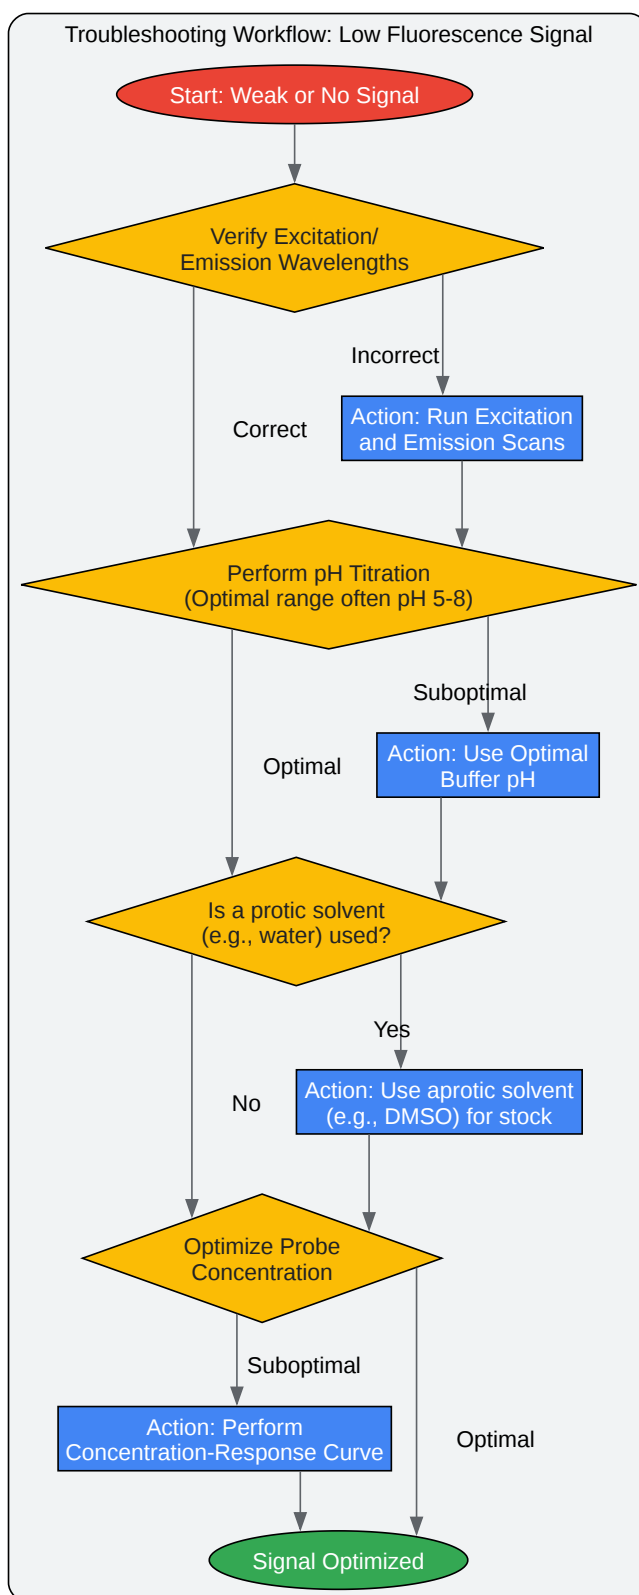 Troubleshooting Workflow: Low Fluorescence Signal
Start: Weak or No Signal
Verify Excitation/
Emission Wavelengths
Incorrect
Correct
Action: Run Excitation
and Emission Scans
Perform pH Titration
(Optimal range often pH 5-8)
Suboptimal
Optimal
Action: Use Optimal
Buffer pH
Is a protic solvent
(e.g., water) used?
Yes
No
Action: Use aprotic solvent
(e.g., DMSO) for stock
Optimize Probe
Concentration
Suboptimal
Optimal
Action: Perform
Concentration-Response Curve
Signal Optimized